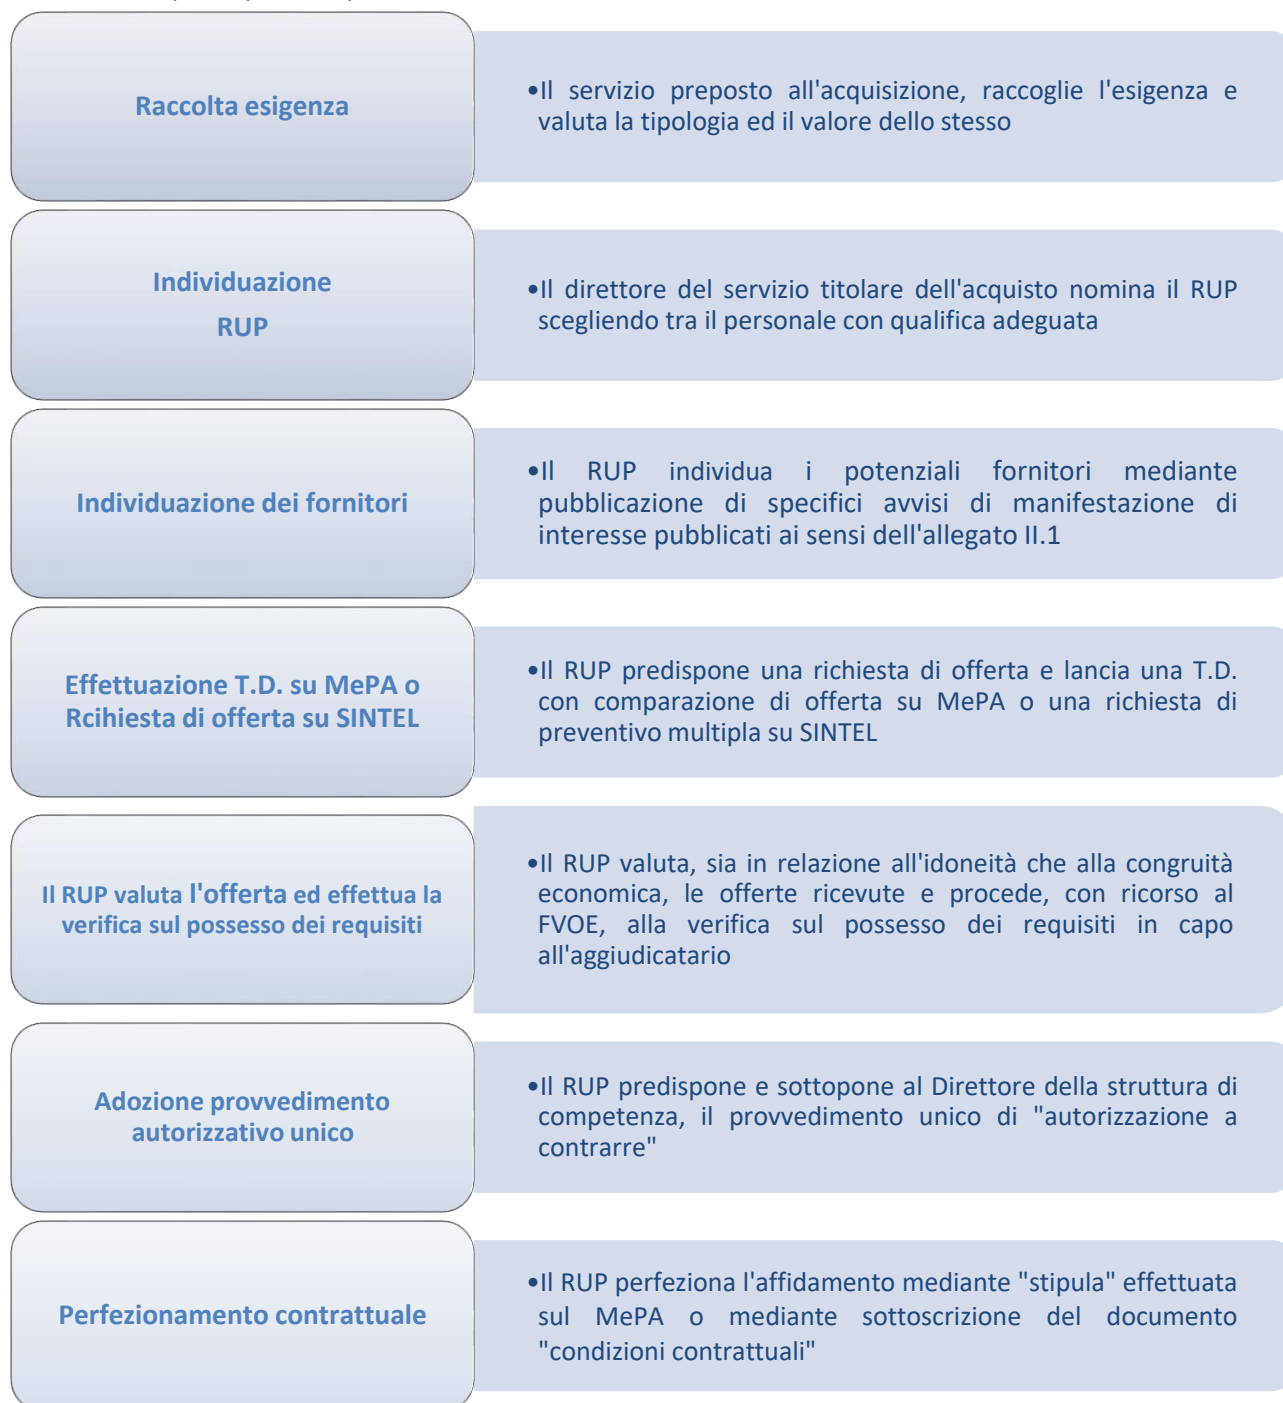 Raccolta esigenza
•Il servizio preposto all'acquisizione, raccoglie l'esigenza e
valuta la tipologia ed il valore dello stesso
Individuazione
RUP
•Il direttore del servizio titolare dell'acquisto nomina il RUP
scegliendo tra il personale con qualifica adeguata
Individuazione dei fornitori
•Il RUP individua i potenziali fornitori mediante
pubblicazione di specifici avvisi di manifestazione di
interesse pubblicati ai sensi dell'allegato II.1
Effettuazione T.D. su MePA o
Rcihiesta di offerta su SINTEL
•Il RUP predispone una richiesta di offerta e lancia una T.D.
con comparazione di offerta su MePA o una richiesta di
preventivo multipla su SINTEL
Il RUP valuta l'offerta ed effettua la
verifica sul possesso dei requisiti
•Il RUP valuta, sia in relazione all'idoneità che alla congruità
economica, le offerte ricevute e procede, con ricorso al
FVOE, alla verifica sul possesso dei requisiti in capo
all'aggiudicatario
Adozione provvedimento
autorizzativo unico
•Il RUP predispone e sottopone al Direttore della struttura di
competenza, il provvedimento unico di "autorizzazione a
contrarre"
Perfezionamento contrattuale
•Il RUP perfeziona l'affidamento mediante "stipula" effettuata
sul MePA o mediante sottoscrizione del documento
"condizioni contrattuali"